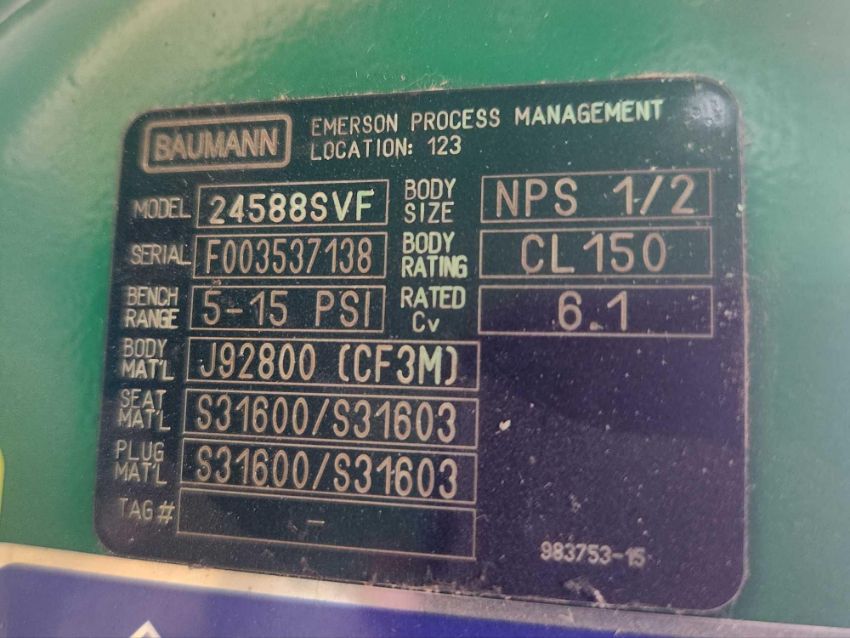 BAUMANN EMERSON PROCESS MANAGEMENT
LOCATION: 123
MODEL 24588SVF BODY SIZE NPS 1/2
SERIAL F003537138 BODY RATING CL150
BENCH RANGE 5-15 PSI RATED Cv 6.1
BODY MAT'L J92800 (CF3M)
SEAT MAT'L S31600/S31603
PLUG MAT'L S31600/S31603
TAG# -
983753-15